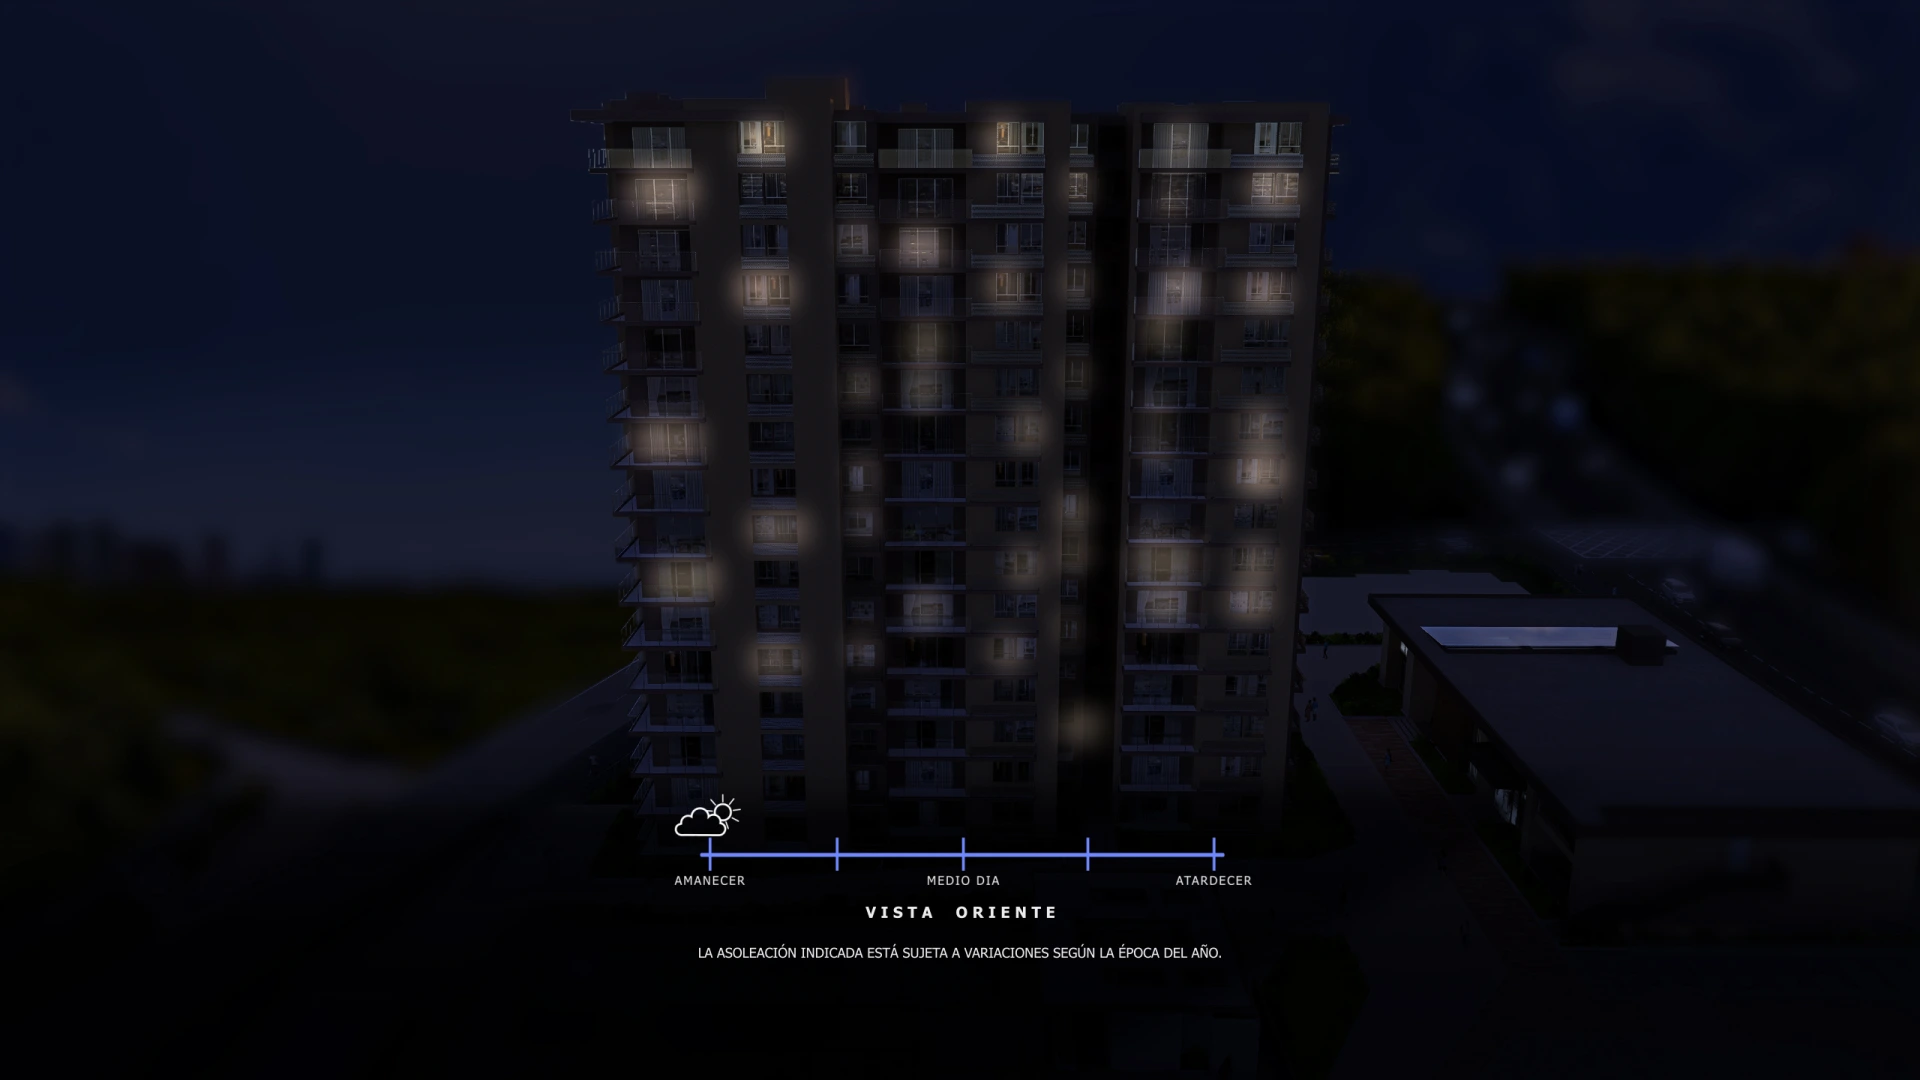 AMANECER MEDIO DIA ATARDECER
VISTA ORIENTE
LA ASOLEACIÓN INDICADA ESTÁ SUJETA A VARIACIONES SEGÚN LA ÉPOCA DEL AÑO.